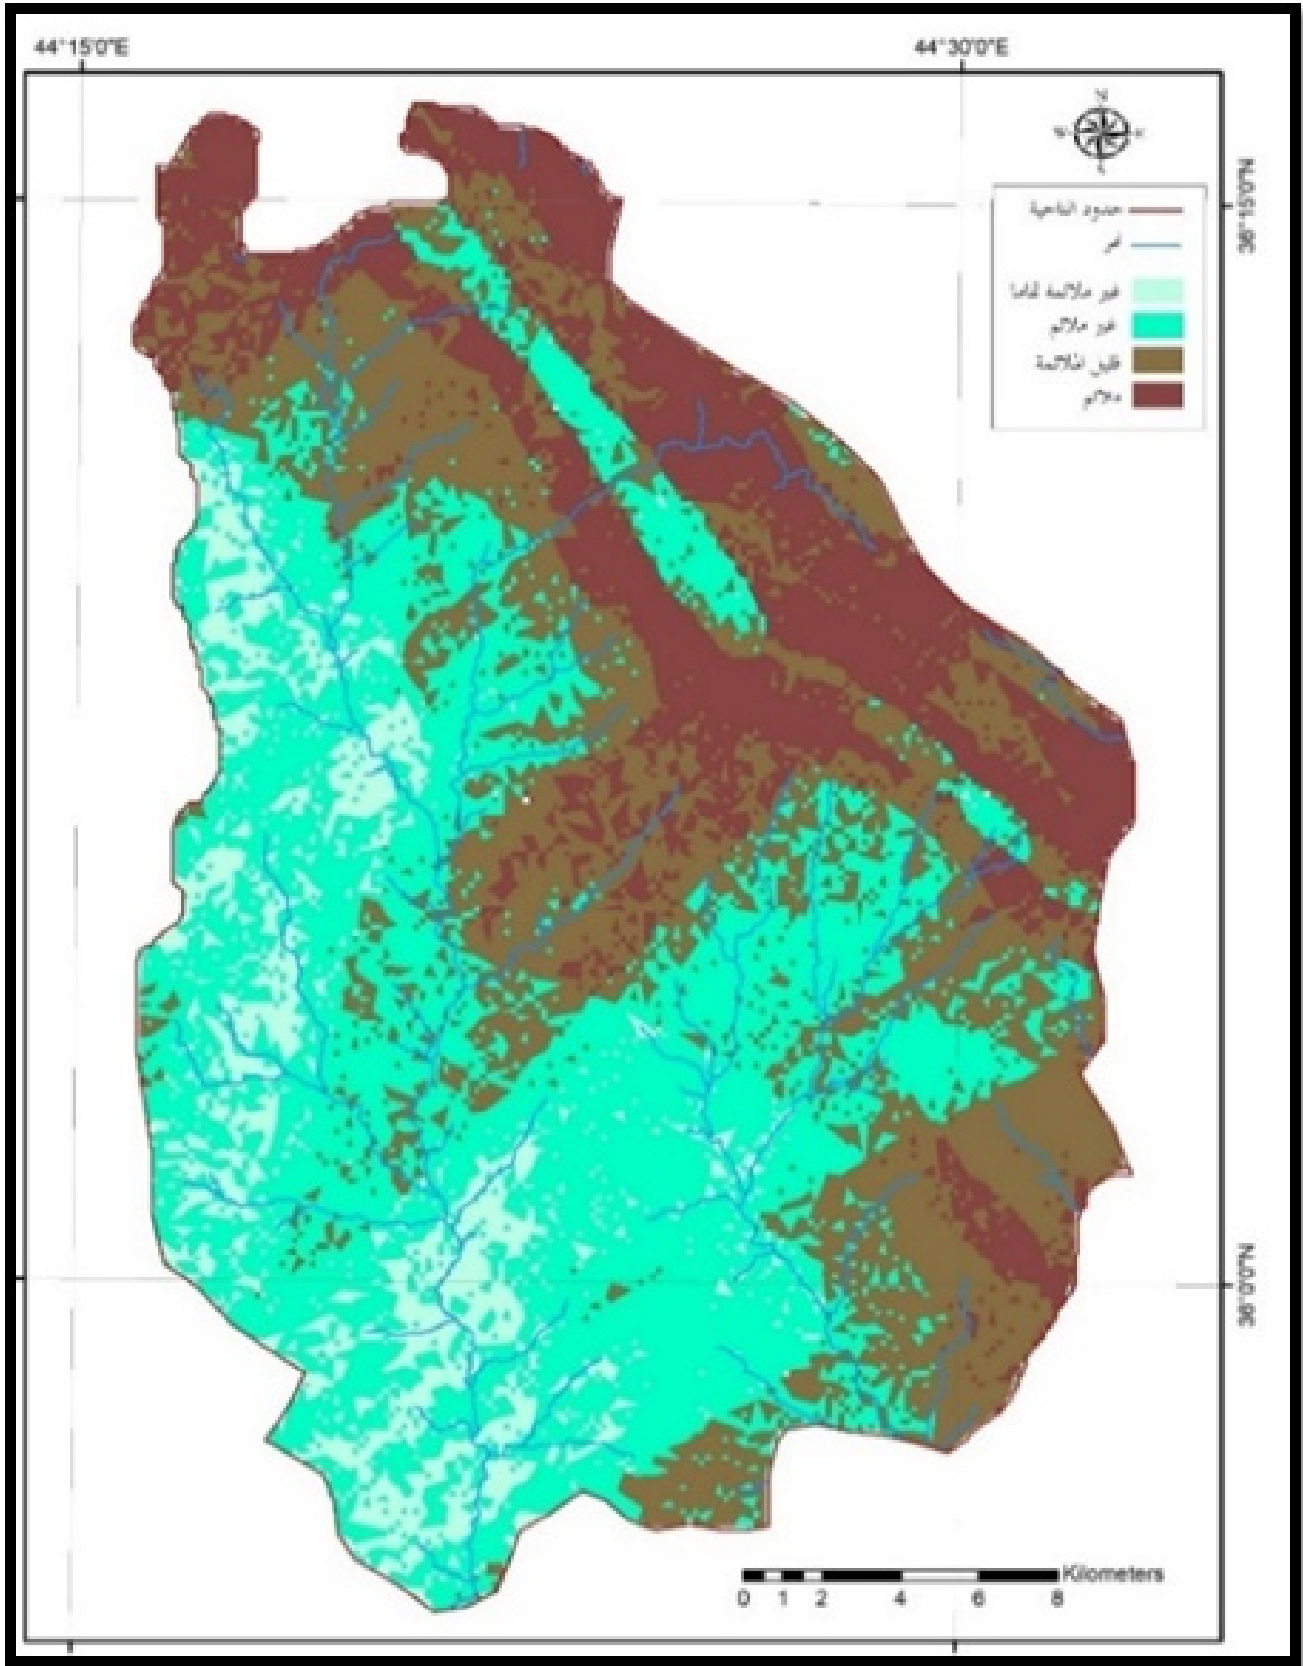 44°15'0"E
44°30'0"E
N
36°15'0"N
حدود الناحية
نهر
غير ملائمة تماما
غير ملائم
قليل الملائمة
ملائم
36°0'0"N
Kilometers
0 1 2 4 6 8